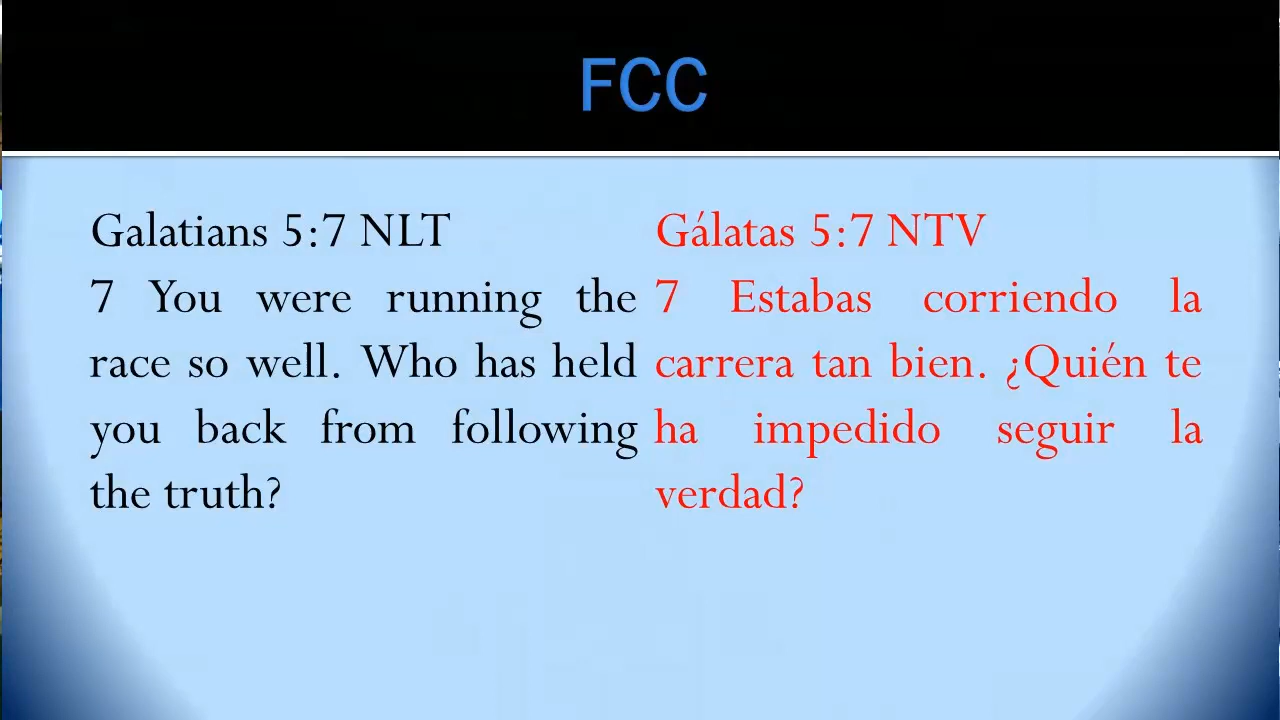 FCC
Galatians 5:7 NLT
7 You were running the
race so well. Who has held
you back from following
the truth?
Gálatas 5:7 NTV
7 Estabas corriendo la
carrera tan bien. ¿Quién te
ha impedido seguir la
verdad?